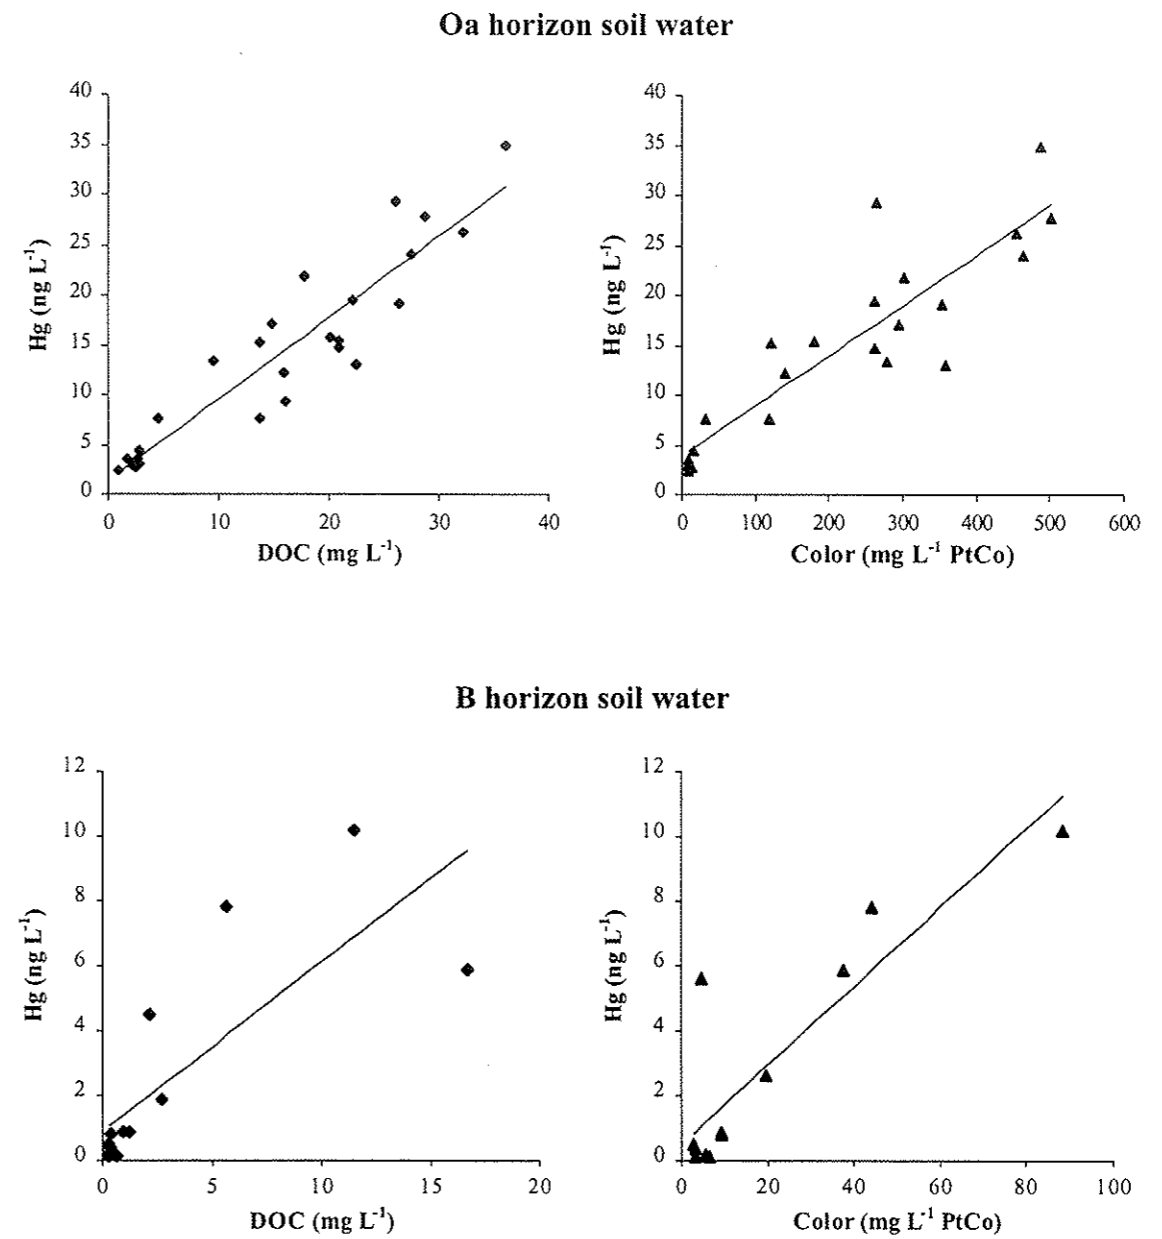 Oa horizon soil water
40
35
30
25
20
15
10
5
0
Hg (ng L⁻¹)
0 10 20 30 40
DOC (mg L⁻¹)
40
35
30
25
20
15
10
5
0
Hg (ng L⁻¹)
0 100 200 300 400 500 600
Color (mg L⁻¹ PtCo)
B horizon soil water
12
10
8
6
4
2
0
Hg (ng L⁻¹)
0 5 10 15 20
DOC (mg L⁻¹)
12
10
8
6
4
2
0
Hg (ng L⁻¹)
0 20 40 60 80 100
Color (mg L⁻¹ PtCo)